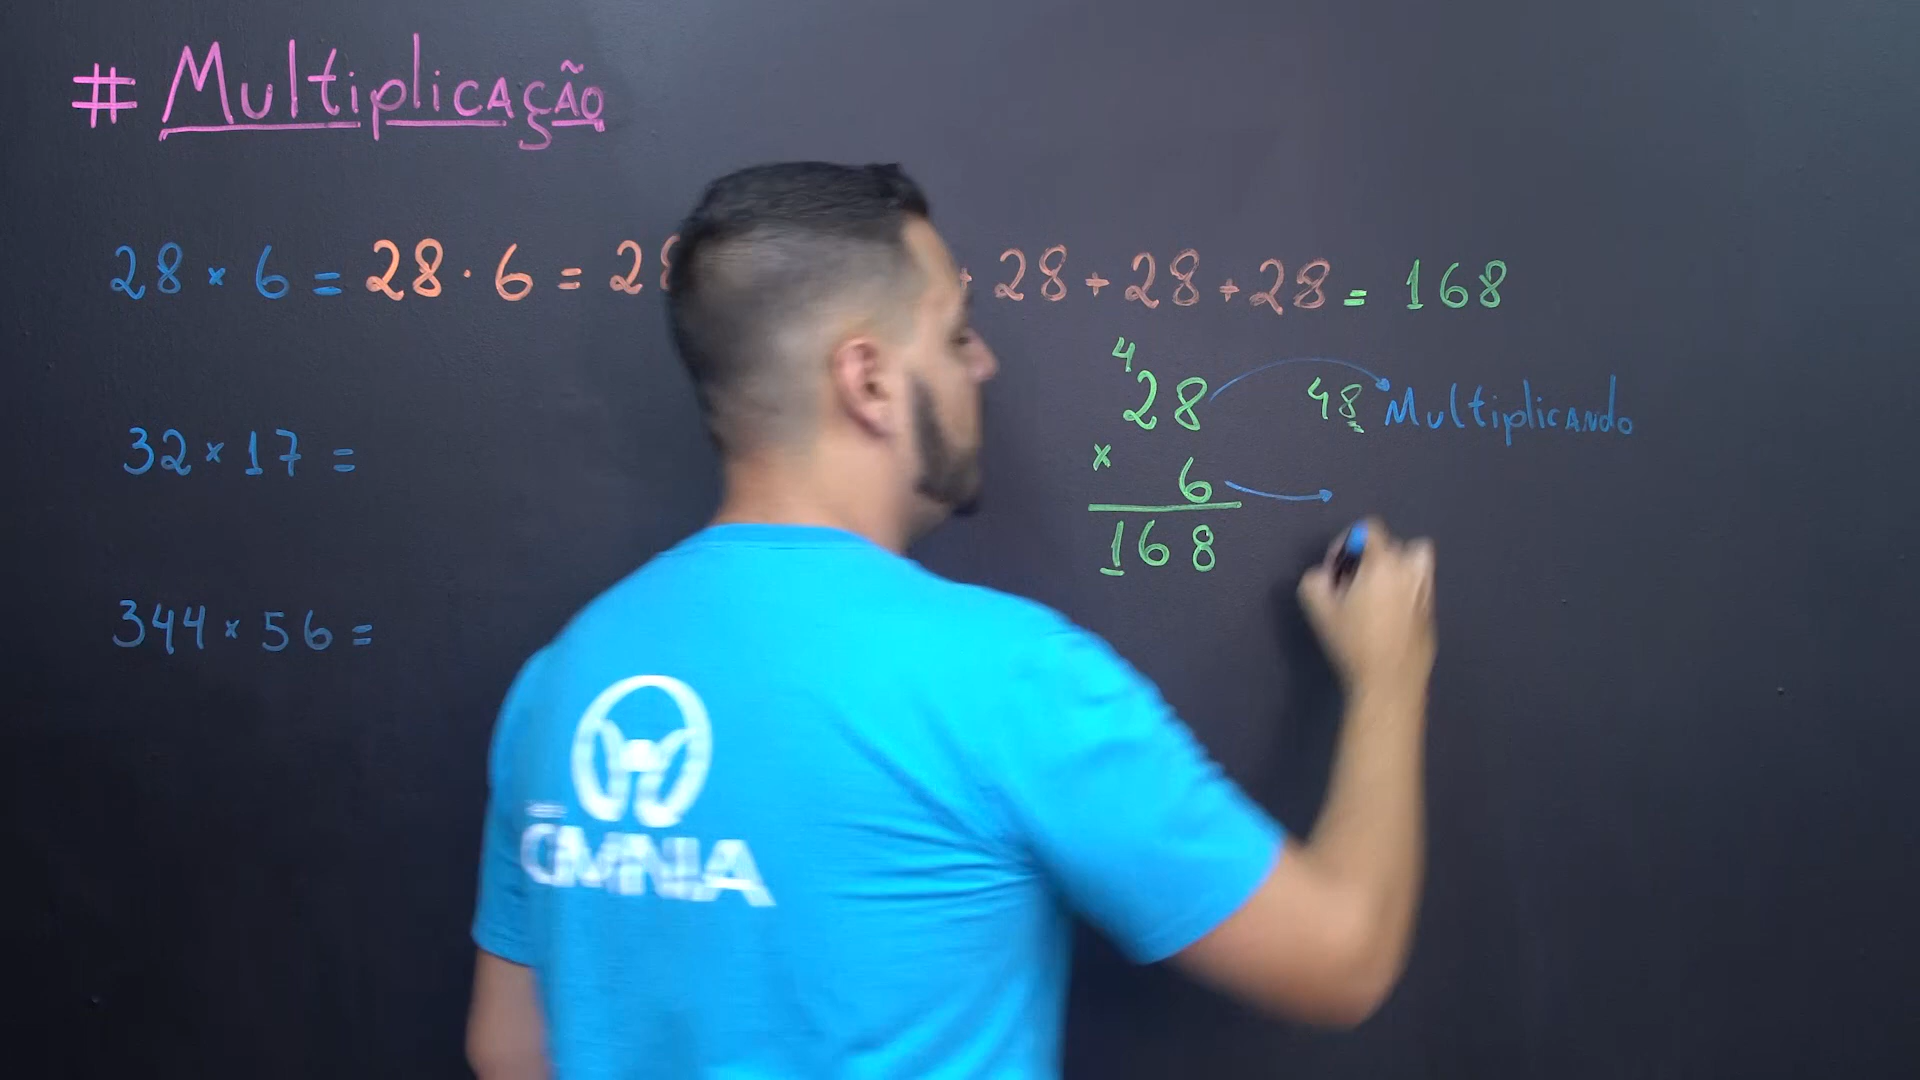 # Multiplicação
28 × 6 = 28 · 6 = 28 + 28 + 28 + 28 = 168
4
28 48 Multiplicando
32 × 17 =
× 6
168
344 × 56 =
OMNIA